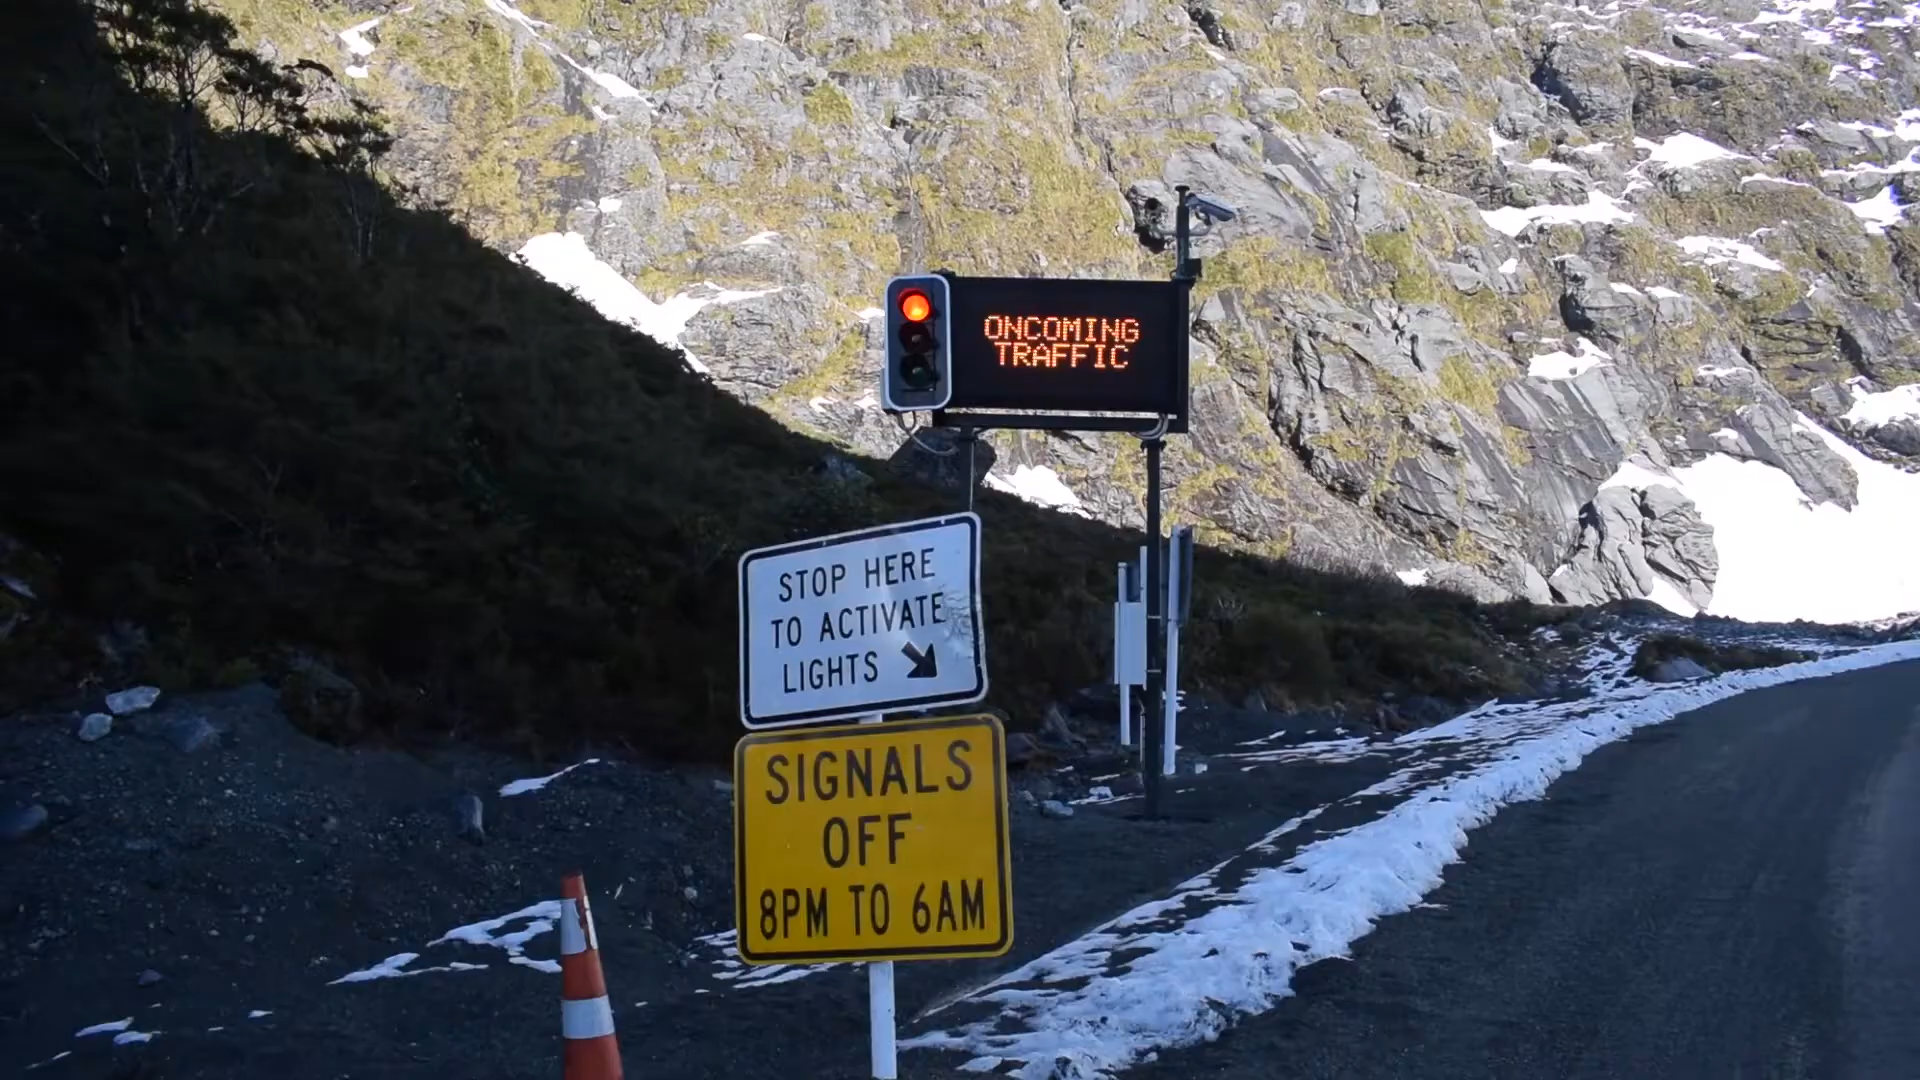 ONCOMING
TRAFFIC
STOP HERE
TO ACTIVATE
LIGHTS
SIGNALS
OFF
8PM TO 6AM